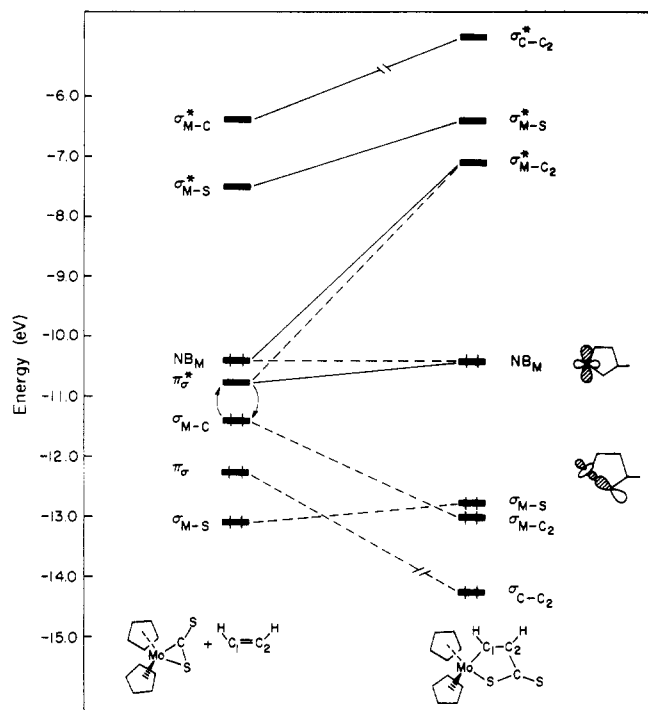 σ*C-C₂
-6.0
σ*M-C
σ*M-S
-7.0
σ*M-C₂
σ*M-S
-8.0
-9.0
Energy (eV)
-10.0
NB_M
NB_M
π*σ
-11.0
σM-C
-12.0
πσ
σM-S
-13.0
σM-S
σM-C₂
-14.0
σC-C₂
-15.0
S
H H
Mo C + C₁=C₂
S
H H
C₁-C₂
Mo
S C S